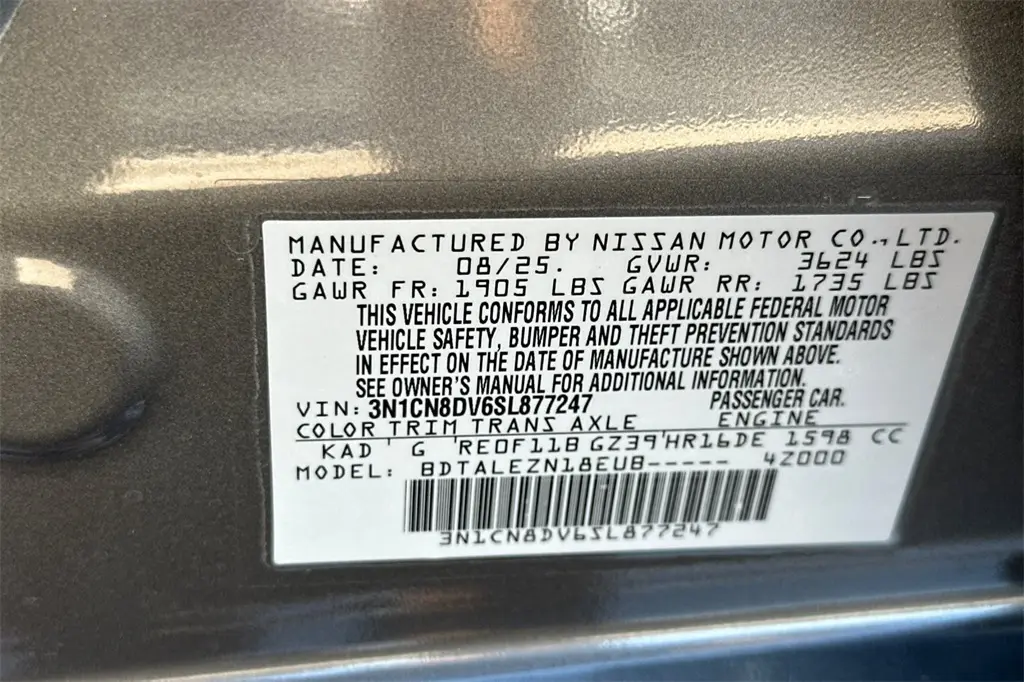 MANUFACTURED BY NISSAN MOTOR CO., LTD.
DATE: 08/25. GVWR: 3624 LBS
GAWR FR: 1905 LBS GAWR RR: 1735 LBS
THIS VEHICLE CONFORMS TO ALL APPLICABLE FEDERAL MOTOR
VEHICLE SAFETY, BUMPER AND THEFT PREVENTION STANDARDS
IN EFFECT ON THE DATE OF MANUFACTURE SHOWN ABOVE.
SEE OWNER'S MANUAL FOR ADDITIONAL INFORMATION.
VIN: 3N1CN8DV6SL877247 PASSENGER CAR.
COLOR TRIM TRANS AXLE ENGINE
KAD G RE0F11B GZ39 HR16DE 1598 CC
MODEL: BDTALEZN18EUB----- 4Z000
3N1CN8DV6SL877247